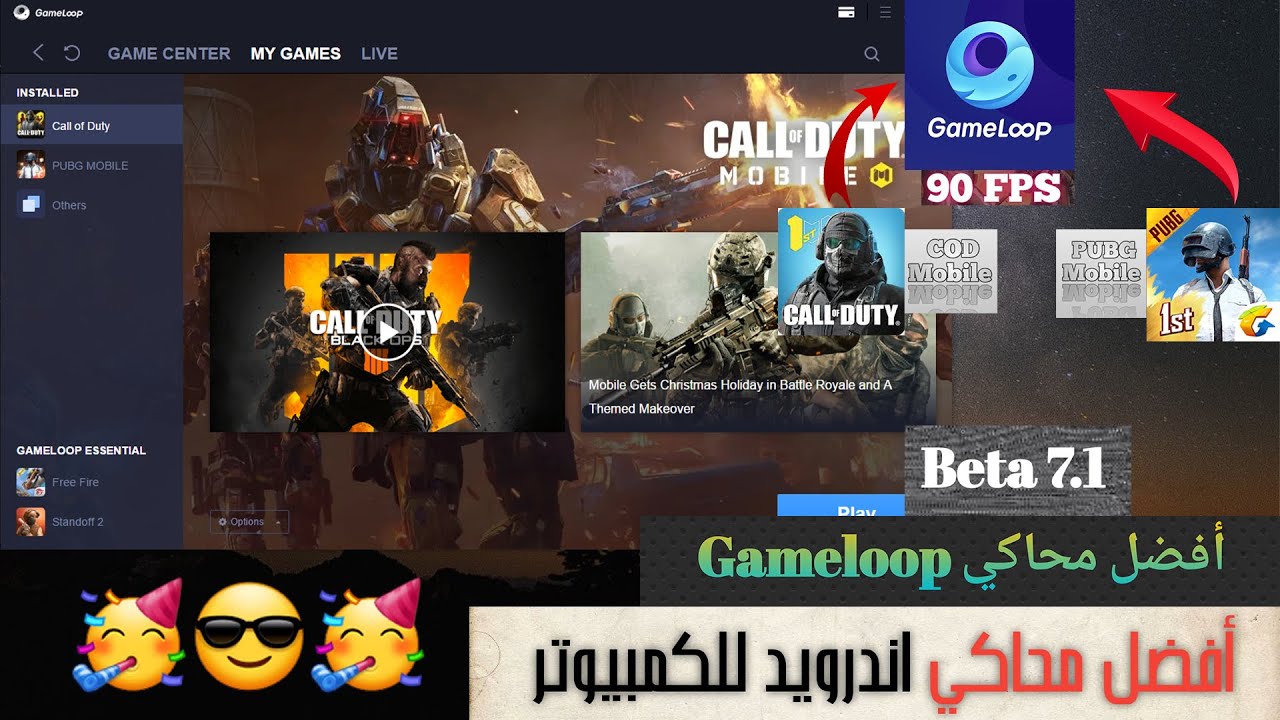 GameLoop
GAME CENTER MY GAMES LIVE
INSTALLED
Call of Duty
PUBG MOBILE
Others
GAMELOOP ESSENTIAL
Free Fire
Standoff 2
CALL OF DUTY
MOBILE
CALL OF DUTY
BLACK OPS
IIII
Mobile Gets Christmas Holiday in Battle Royale and A
Themed Makeover
Options
Play
GameLoop
90 FPS
1ST
CALL OF DUTY
COD
Mobile
PUBG
Mobile
PUBG
1st
Beta 7.1
أفضل محاكي Gameloop
أفضل محاكي اندرويد للكمبيوتر